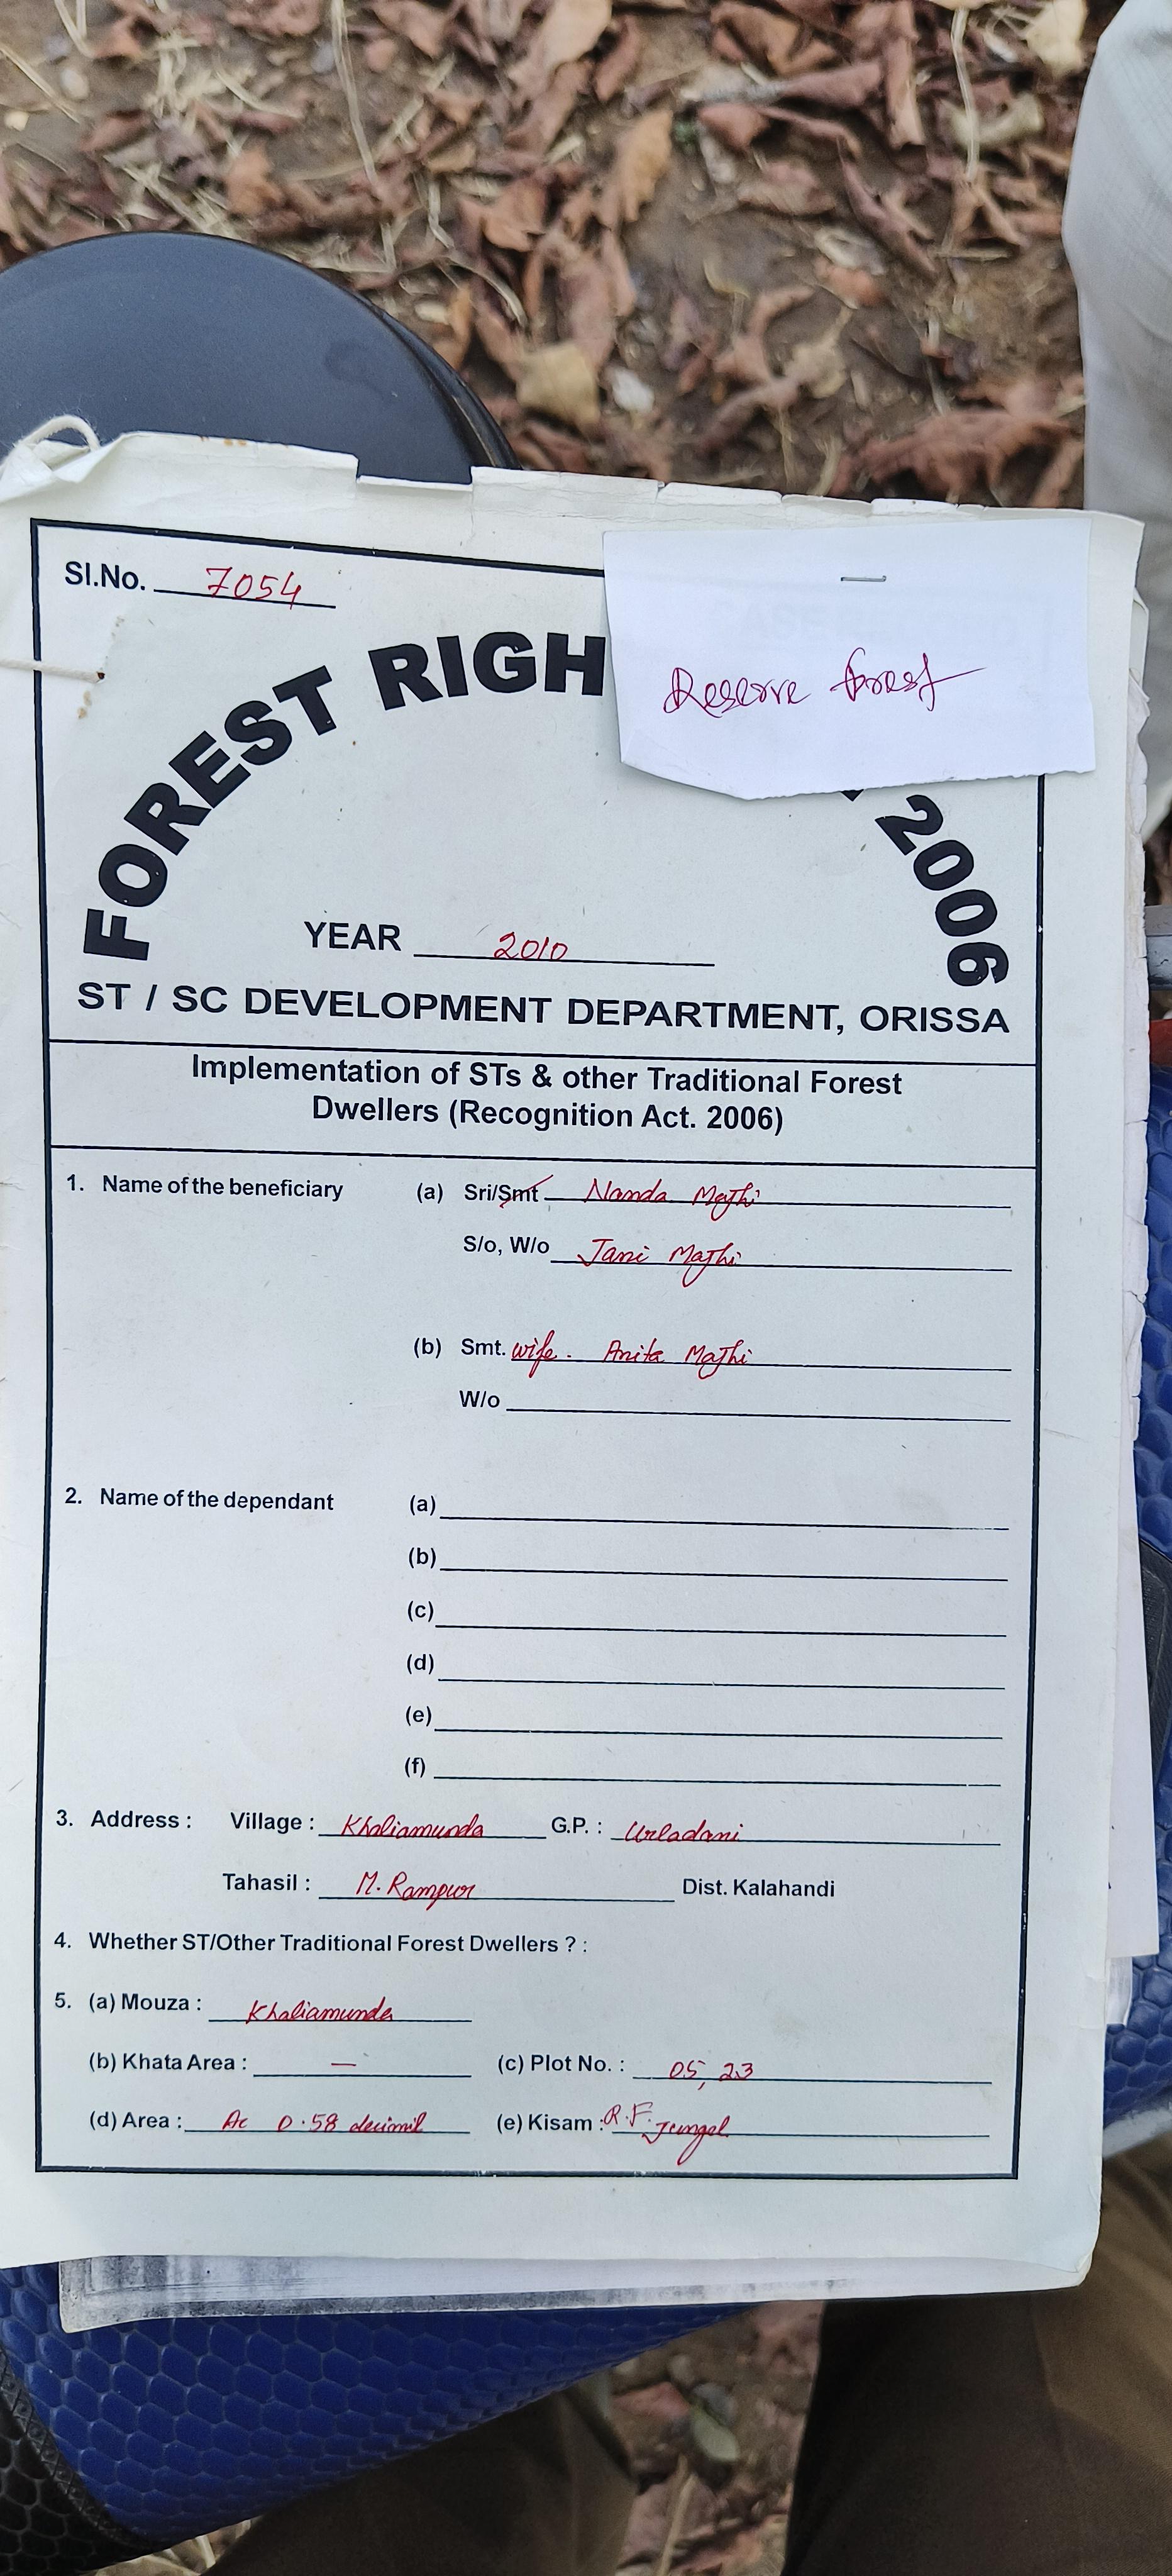 Sl.No. 7054
Reserve forest
FOREST RIGH 2006
YEAR 2010
ST / SC DEVELOPMENT DEPARTMENT, ORISSA
Implementation of STs & other Traditional Forest
Dwellers (Recognition Act. 2006)
1. Name of the beneficiary (a) Sri/Smt Nanda Majhi
S/o, W/o Jani Majhi
(b) Smt. wife. Anita Majhi
W/o
2. Name of the dependant (a)
(b)
(c)
(d)
(e)
(f)
3. Address : Village : Khaliamunda G.P. : Urladani
Tahasil : M. Rampur Dist. Kalahandi
4. Whether ST/Other Traditional Forest Dwellers ? :
5. (a) Mouza : Khaliamunda
(b) Khata Area : — (c) Plot No. : 05, 23
(d) Area : Ac 0.58 decimil (e) Kisam : R.F. Jungal